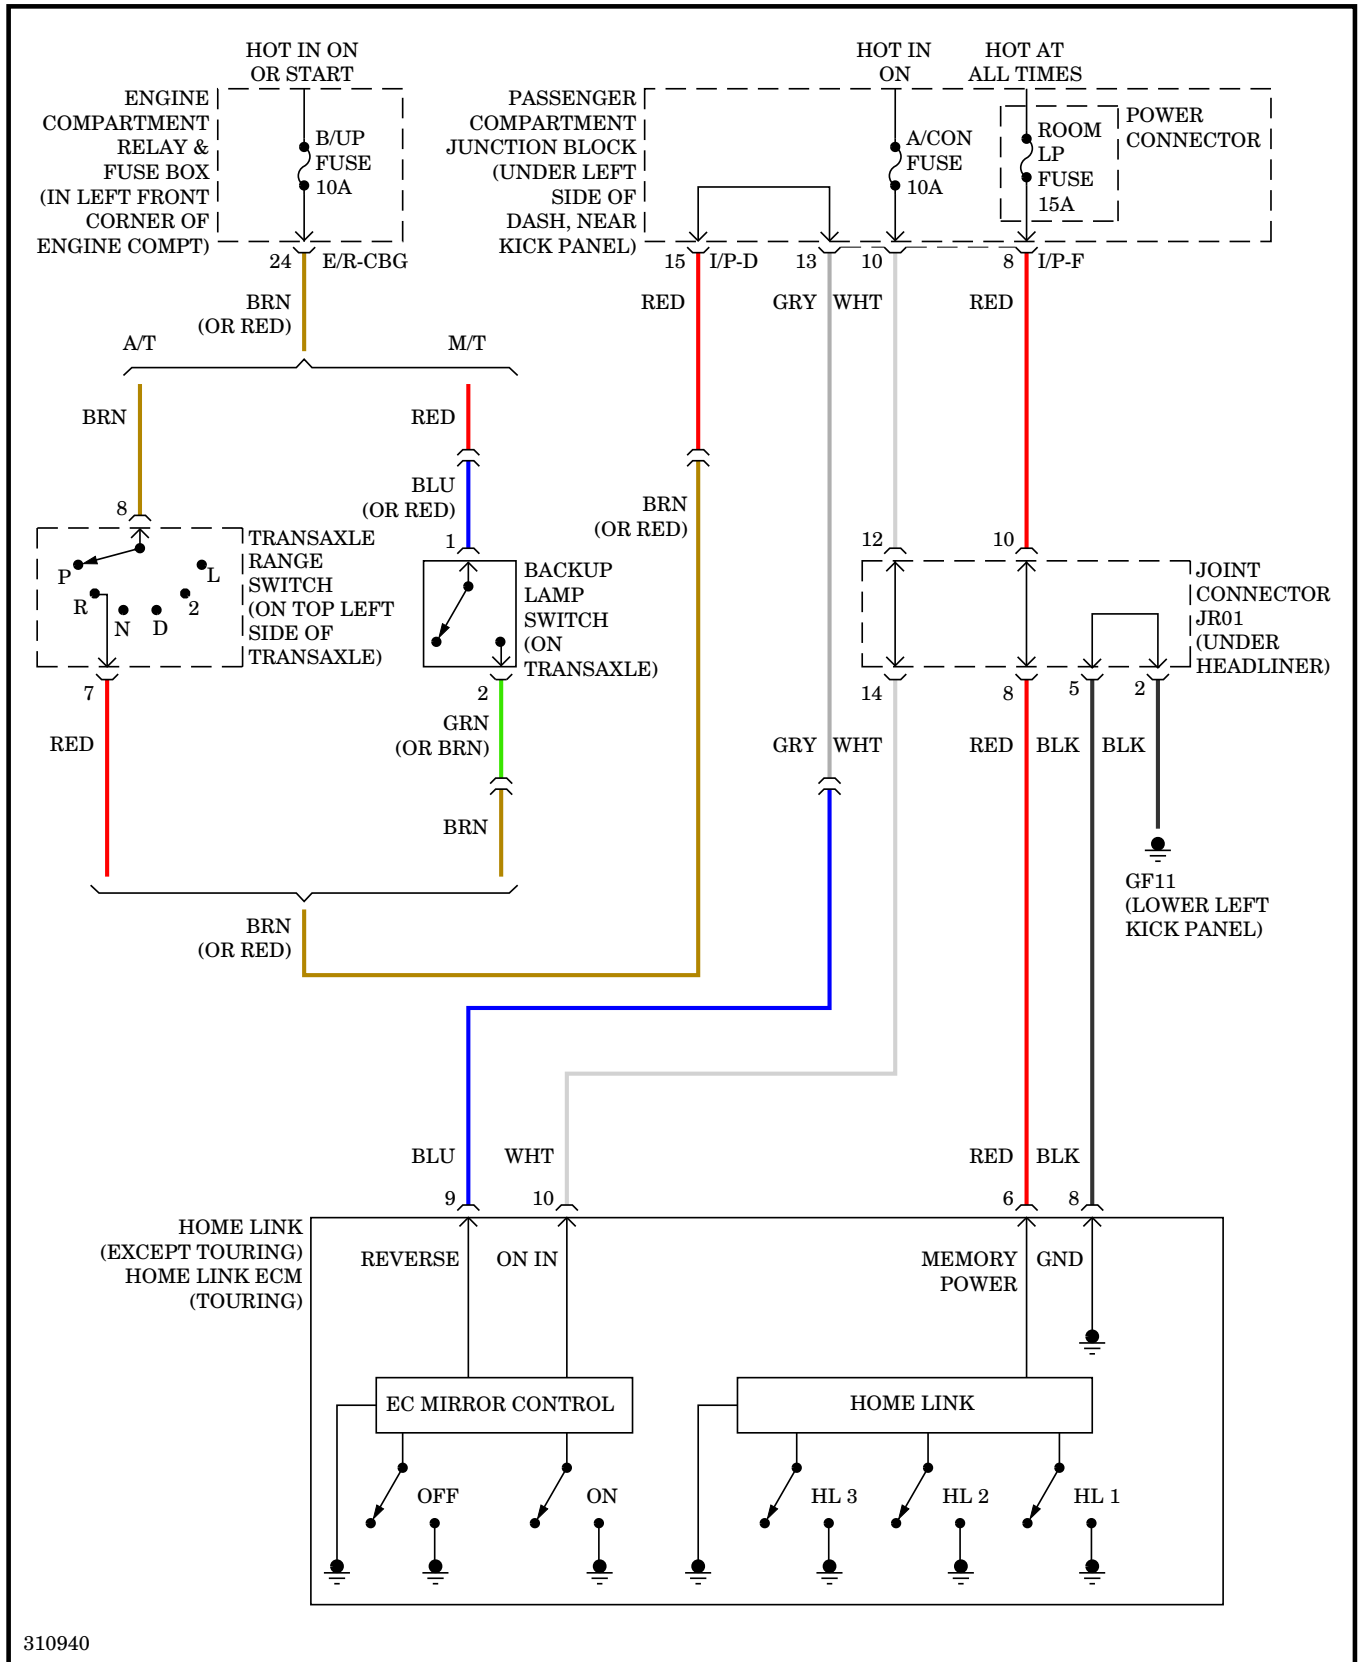 HOT IN ON
OR START
HOT IN
ON
HOT AT
ALL TIMES
ENGINE
COMPARTMENT
RELAY &
FUSE BOX
(IN LEFT FRONT
CORNER OF
ENGINE COMPT)
B/UP
FUSE
10A
PASSENGER
COMPARTMENT
JUNCTION BLOCK
(UNDER LEFT
SIDE OF
DASH, NEAR
KICK PANEL)
A/CON
FUSE
10A
ROOM
LP
FUSE
15A
POWER
CONNECTOR
24
E/R-CBG
15
I/P-D
13
10
8
I/P-F
BRN
(OR RED)
RED
GRY
WHT
RED
A/T
M/T
BRN
RED
BLU
(OR RED)
BRN
(OR RED)
8
1
12
10
TRANSAXLE
RANGE
SWITCH
(ON TOP LEFT
SIDE OF
TRANSAXLE)
P
R
N
D
2
L
BACKUP
LAMP
SWITCH
(ON
TRANSAXLE)
JOINT
CONNECTOR
JR01
(UNDER
HEADLINER)
7
2
14
8
5
2
RED
GRN
(OR BRN)
GRY
WHT
RED
BLK
BLK
BRN
GF11
(LOWER LEFT
KICK PANEL)
BRN
(OR RED)
BLU
WHT
RED
BLK
9
10
6
8
HOME LINK
(EXCEPT TOURING)
HOME LINK ECM
(TOURING)
REVERSE
ON IN
MEMORY
POWER
GND
EC MIRROR CONTROL
HOME LINK
OFF
ON
HL 3
HL 2
HL 1
310940